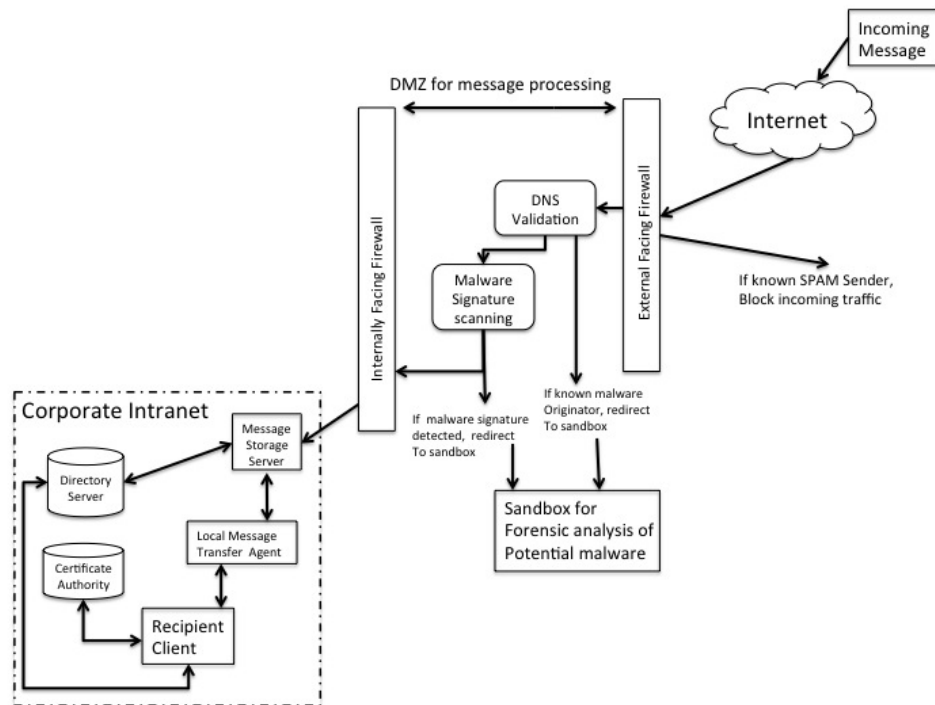 Incoming
Message
DMZ for message processing
Internet
DNS
Validation
External Facing Firewall
Internally Facing Firewall
Malware
Signature
scanning
If known SPAM Sender,
Block incoming traffic
If known malware
Originator, redirect
To sandbox
If malware signature
detected, redirect
To sandbox
Corporate Intranet
Message
Storage
Server
Directory
Server
Sandbox for
Forensic analysis of
Potential malware
Local Message
Transfer Agent
Certificate
Authority
Recipient
Client